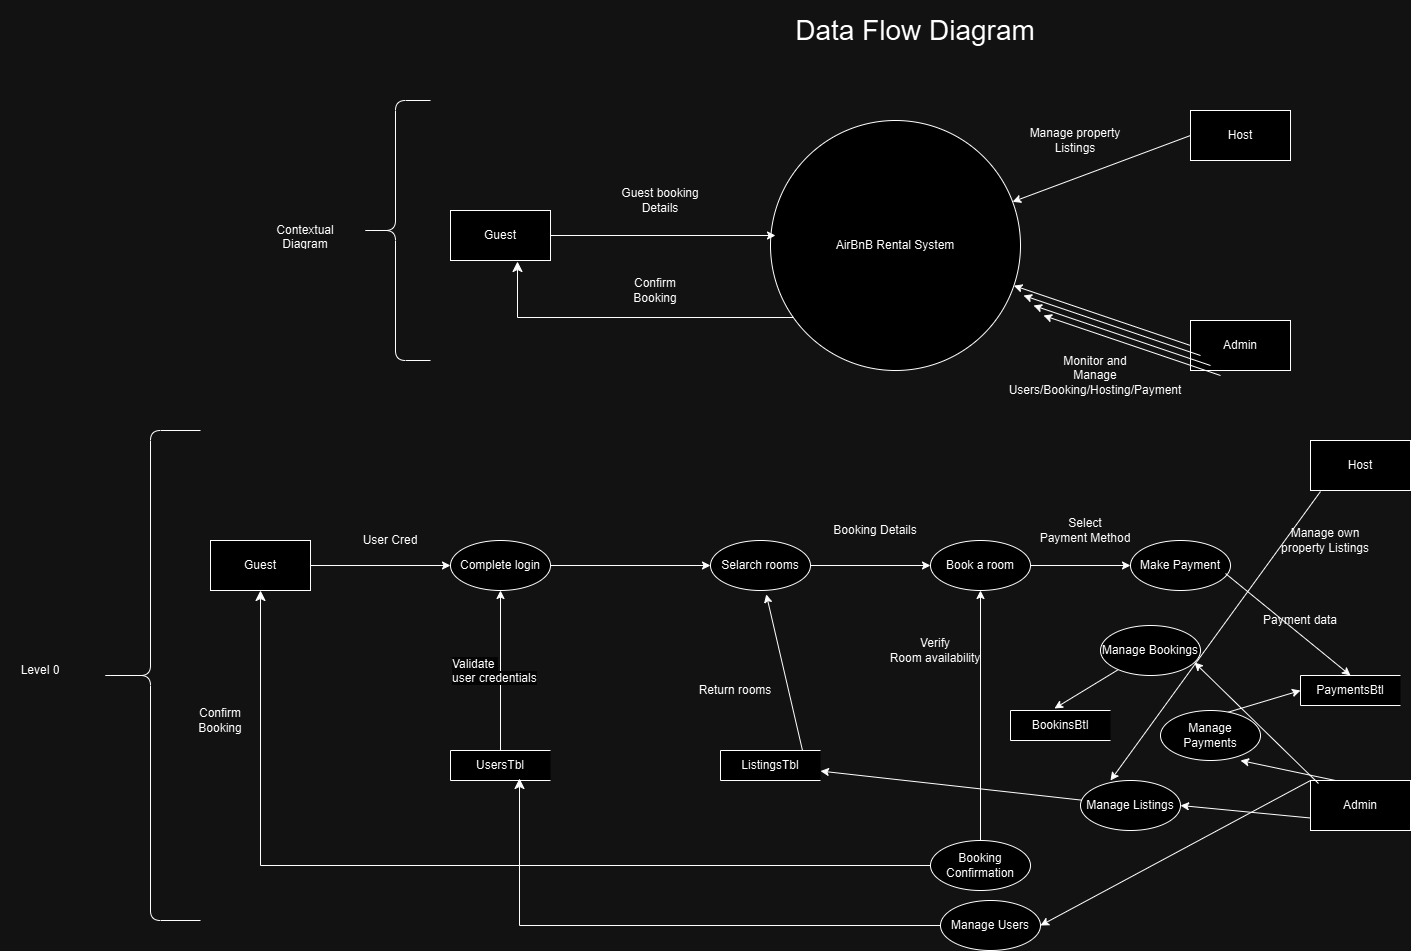 Data Flow Diagram
Manage property
Listings
Host
Guest booking
Details
Contextual
Diagram
Guest
AirBnB Rental System
Confirm
Booking
Admin
Monitor and
Manage
Users/Booking/Hosting/Payment
Host
Level 0
Guest
User Cred
Complete login
Selarch rooms
Booking Details
Book a room
Select
Payment Method
Make Payment
Manage own
property Listings
Payment data
Verify
Room availability
Manage Bookings
Validate
user credentials
Return rooms
PaymentsBtl
Confirm
Booking
BookinsBtl
Manage
Payments
UsersTbl
ListingsTbl
Manage Listings
Admin
Booking
Confirmation
Manage Users